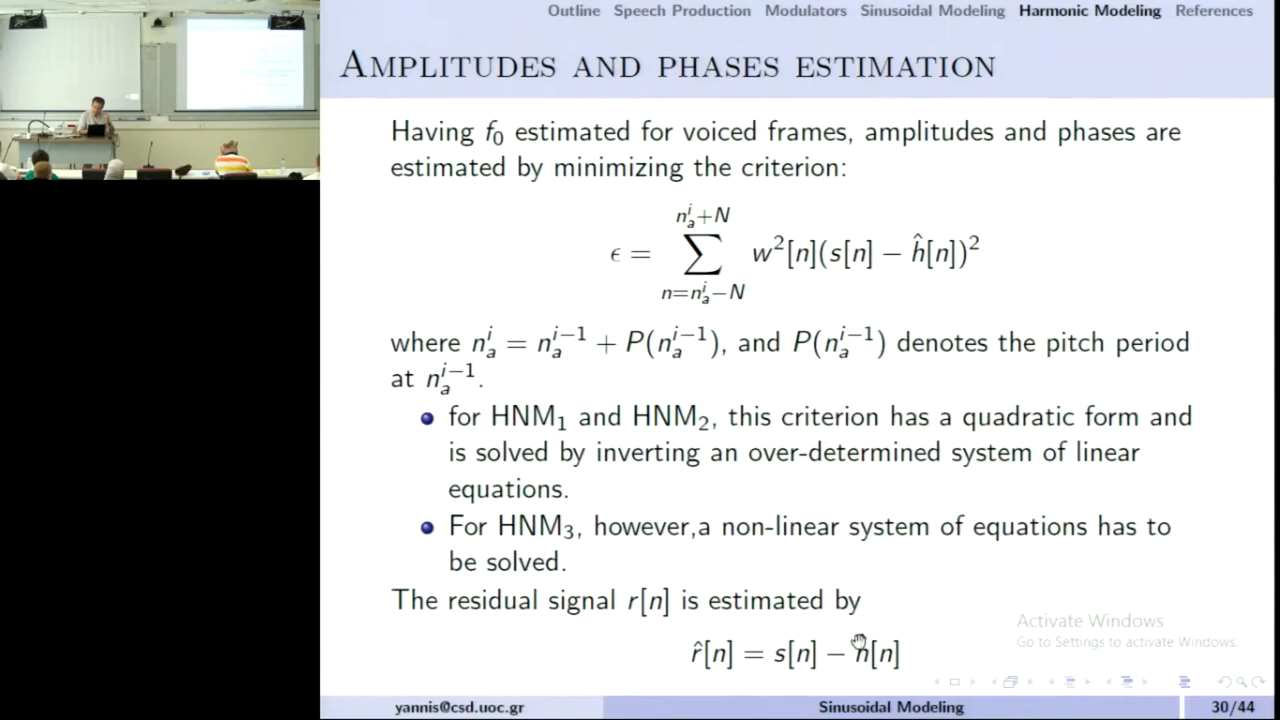 Outline Speech Production Modulators Sinusoidal Modeling Harmonic Modeling References
AMPLITUDES AND PHASES ESTIMATION
Having f₀ estimated for voiced frames, amplitudes and phases are
estimated by minimizing the criterion:
ϵ = ∑_{n=n_a^i−N}^{n_a^i+N} w²[n](s[n] − ĥ[n])²
where n_a^i = n_a^{i−1} + P(n_a^{i−1}), and P(n_a^{i−1}) denotes the pitch period
at n_a^{i−1}.
for HNM₁ and HNM₂, this criterion has a quadratic form and
is solved by inverting an over-determined system of linear
equations.
For HNM₃, however,a non-linear system of equations has to
be solved.
The residual signal r[n] is estimated by
r̂[n] = s[n] − ĥ[n]
Activate Windows
Go to Settings to activate Windows.
yannis@csd.uoc.gr Sinusoidal Modeling 30/44